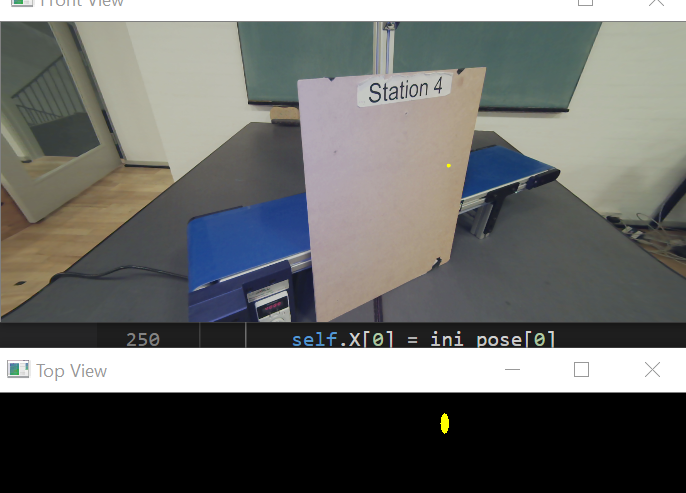 Front View
Station 4
250 self.X[0] = ini_pose[0]
Top View